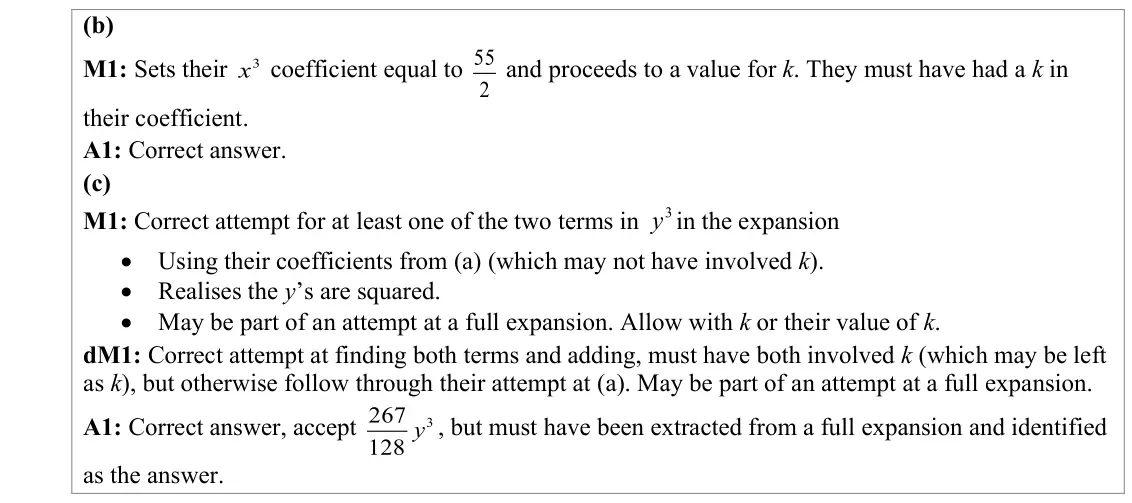 (b)
M1: Sets their x³ coefficient equal to 55/2 and proceeds to a value for k. They must have had a k in
their coefficient.
A1: Correct answer.
(c)
M1: Correct attempt for at least one of the two terms in y³ in the expansion
• Using their coefficients from (a) (which may not have involved k).
• Realises the y’s are squared.
• May be part of an attempt at a full expansion. Allow with k or their value of k.
dM1: Correct attempt at finding both terms and adding, must have both involved k (which may be left
as k), but otherwise follow through their attempt at (a). May be part of an attempt at a full expansion.
A1: Correct answer, accept 267/128 y³, but must have been extracted from a full expansion and identified
as the answer.